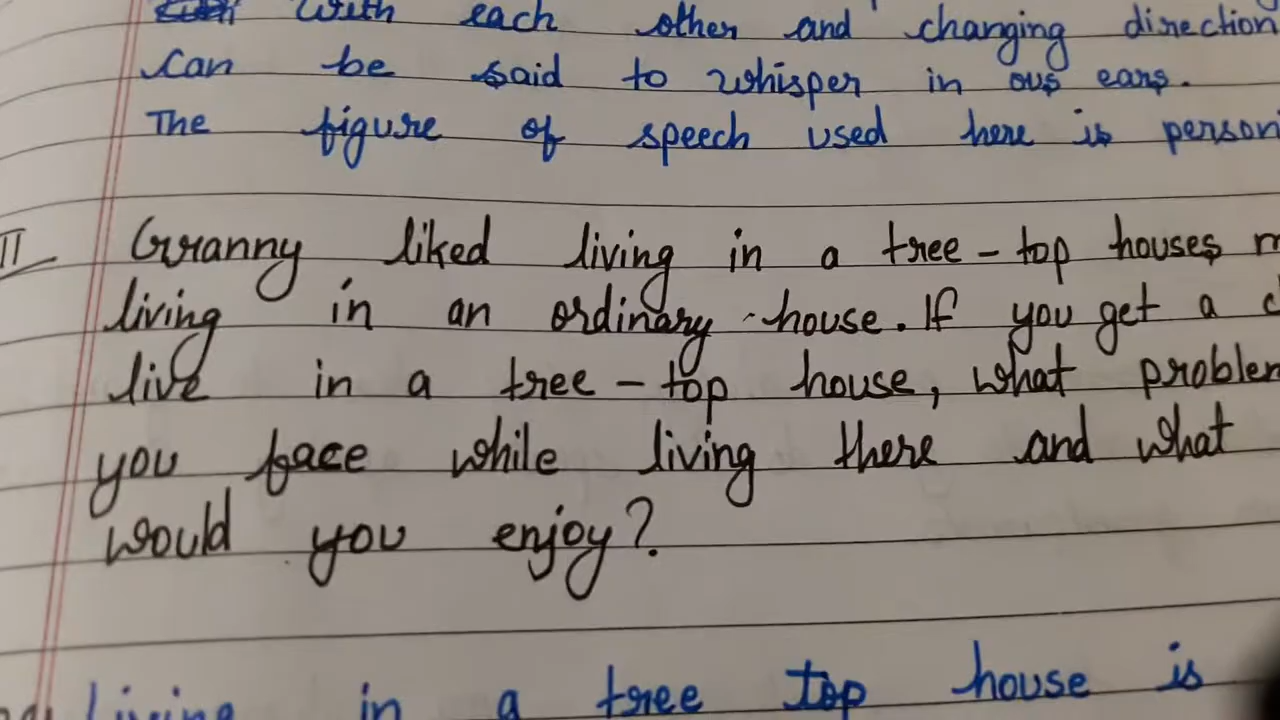 with each other and changing direction
can be said to whisper in ous ears.
The figure of speech used here is person
II Granny liked living in a tree-top houses
living in an ordinary house. If you get a
live in a tree-top house, what problem
you face while living there and what
would you enjoy?
Living in a tree top house is